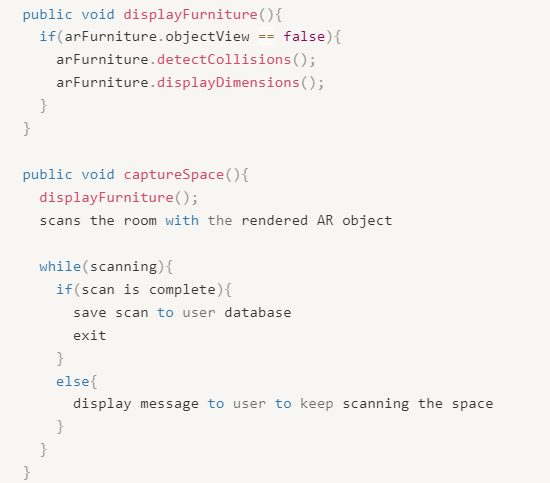 public void displayFurniture(){
  if(arFurniture.objectView == false){
    arFurniture.detectCollisions();
    arFurniture.displayDimensions();
  }
}

public void captureSpace(){
  displayFurniture();
  scans the room with the rendered AR object

  while(scanning){
    if(scan is complete){
      save scan to user database
      exit
    }
    else{
      display message to user to keep scanning the space
    }
  }
}